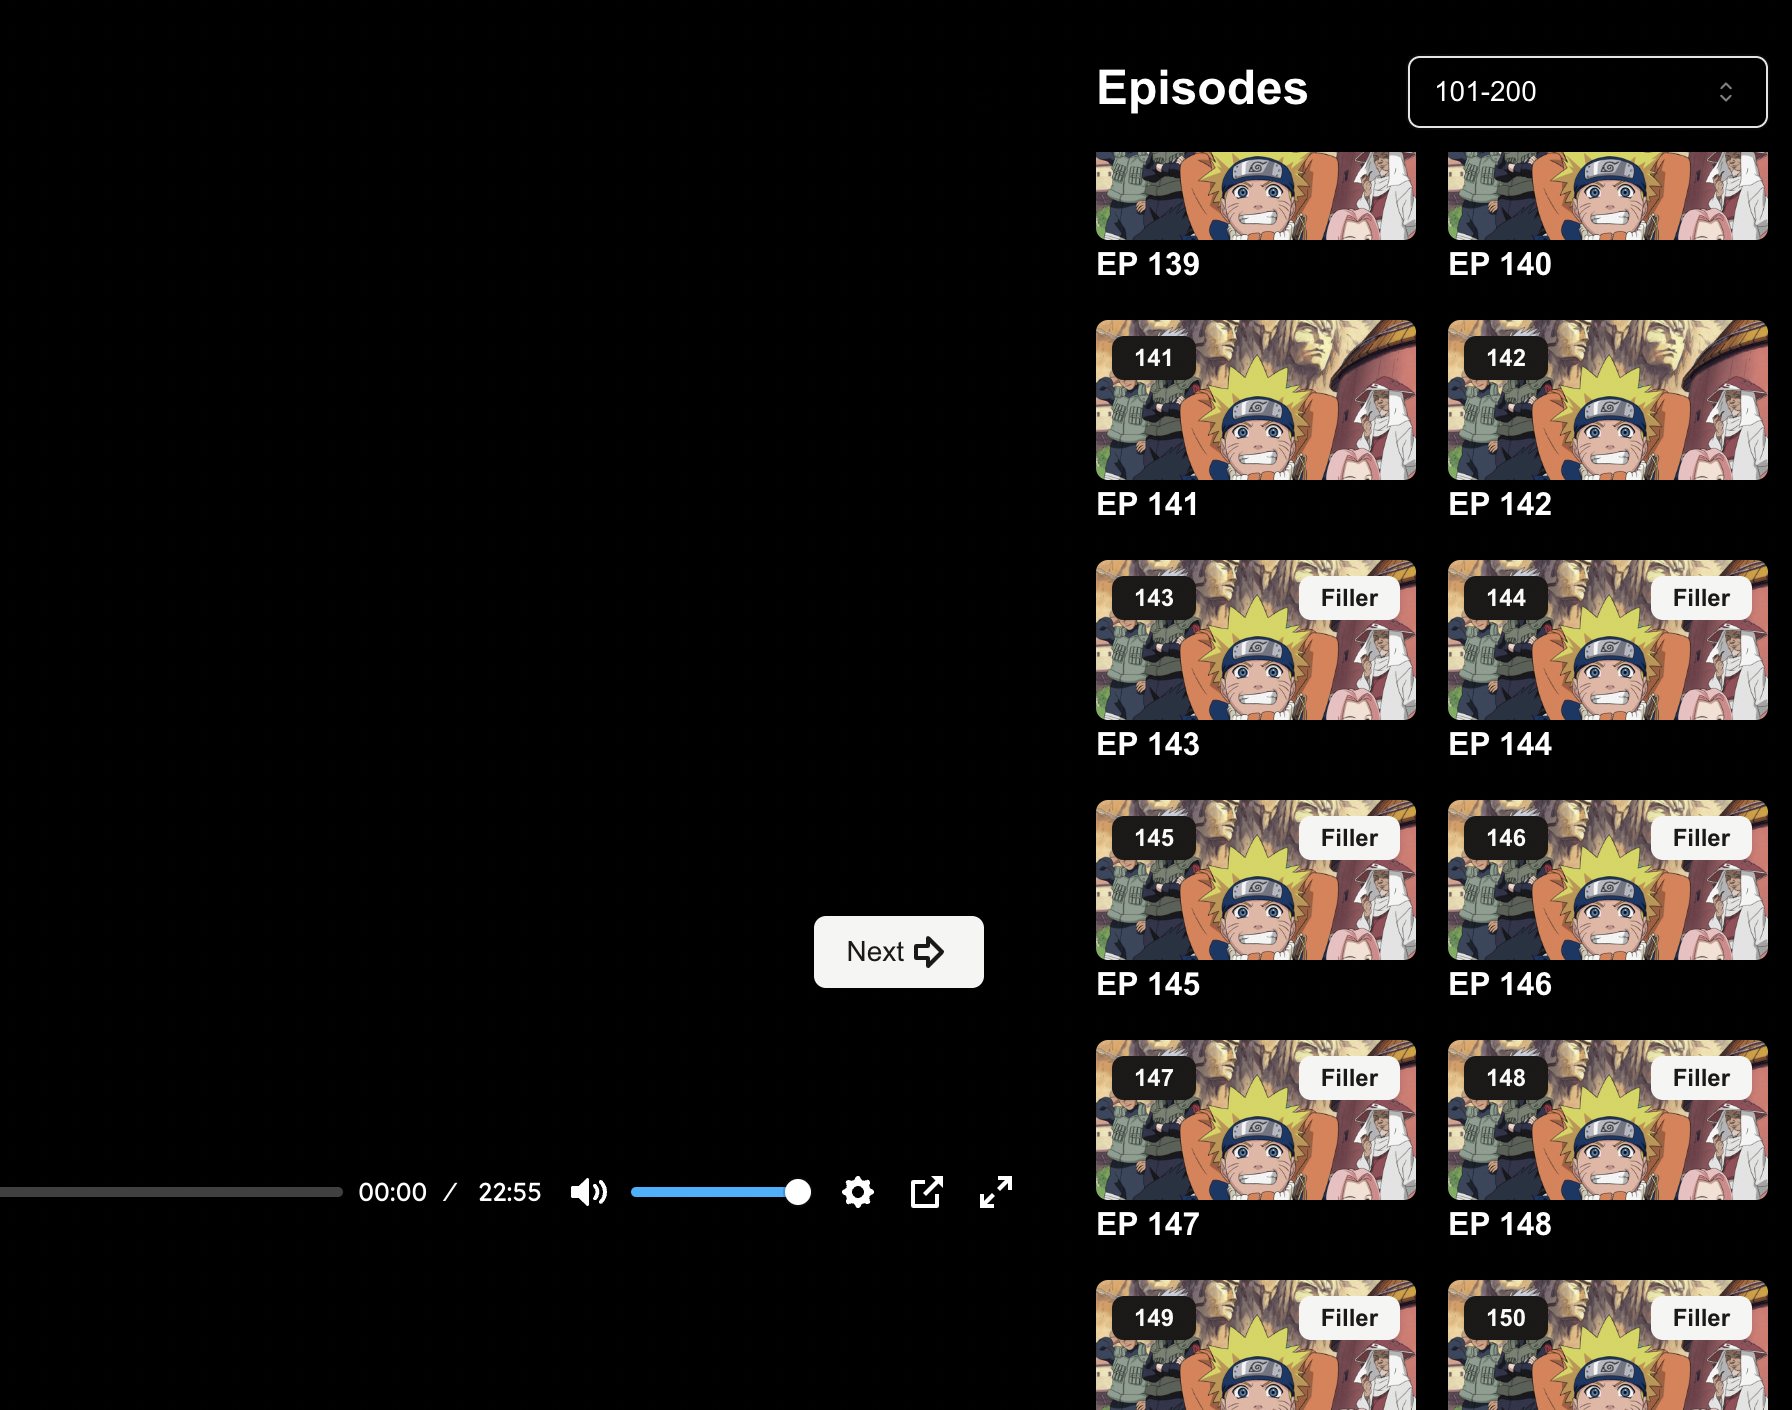 Episodes
101-200
EP 139
EP 140
141
142
EP 141
EP 142
143
Filler
144
Filler
EP 143
EP 144
145
Filler
146
Filler
EP 145
EP 146
Next
147
Filler
148
Filler
00:00 / 22:55
EP 147
EP 148
149
Filler
150
Filler